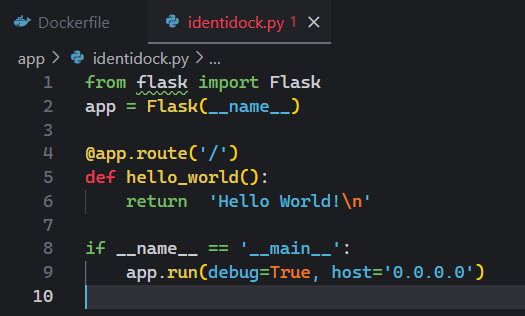 Dockerfile identidock.py 1 ×
app > identidock.py > ...
1 from flask import Flask
2 app = Flask(__name__)
3
4 @app.route('/')
5 def hello_world():
6     return  'Hello World!\n'
7
8 if __name__ == '__main__':
9     app.run(debug=True, host='0.0.0.0')
10